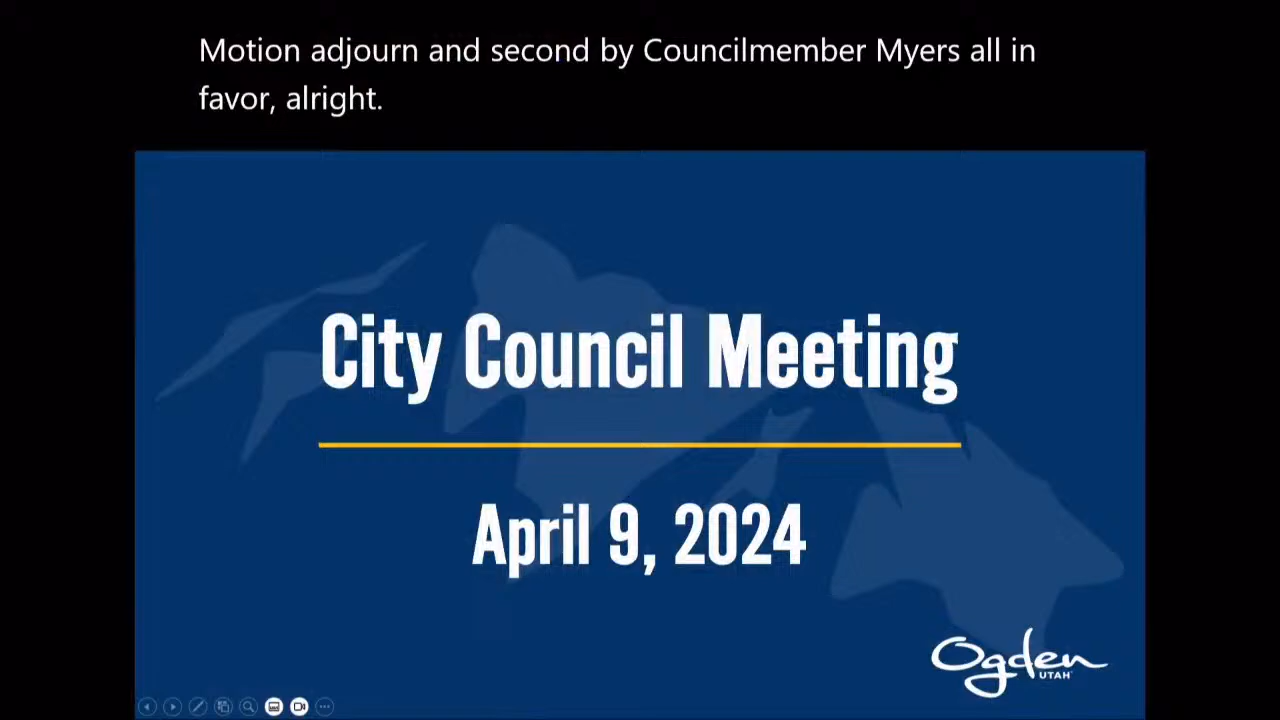 Motion adjourn and second by Councilmember Myers all in
favor, alright.
City Council Meeting
April 9, 2024
Ogden
UTAH